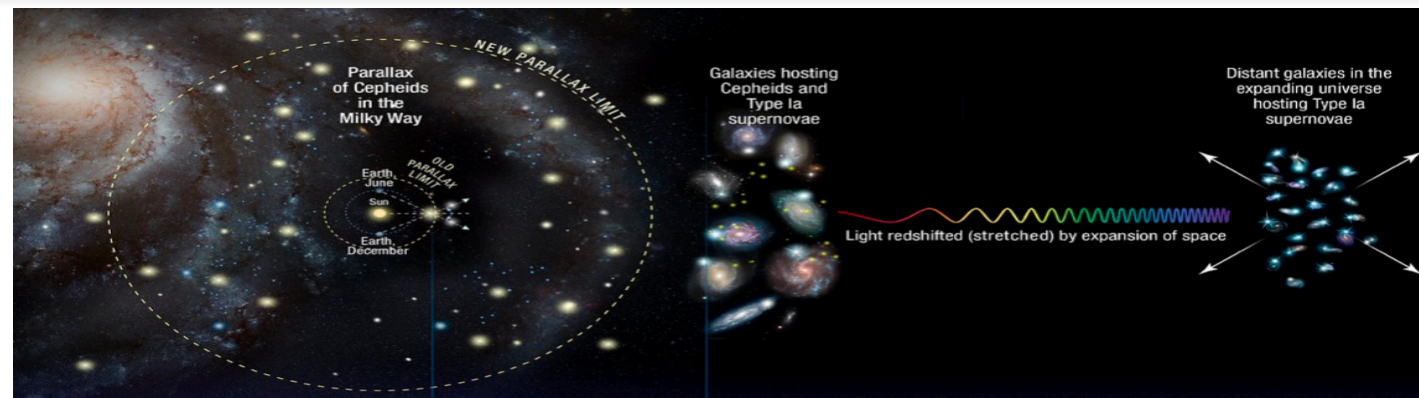 NEW PARALLAX LIMIT
Parallax
of Cepheids
in the
Milky Way
OLD
PARALLAX
LIMIT
Earth,
June
Sun
Earth,
December
Galaxies hosting
Cepheids and
Type Ia
supernovae
Light redshifted (stretched) by expansion of space
Distant galaxies in the
expanding universe
hosting Type Ia
supernovae